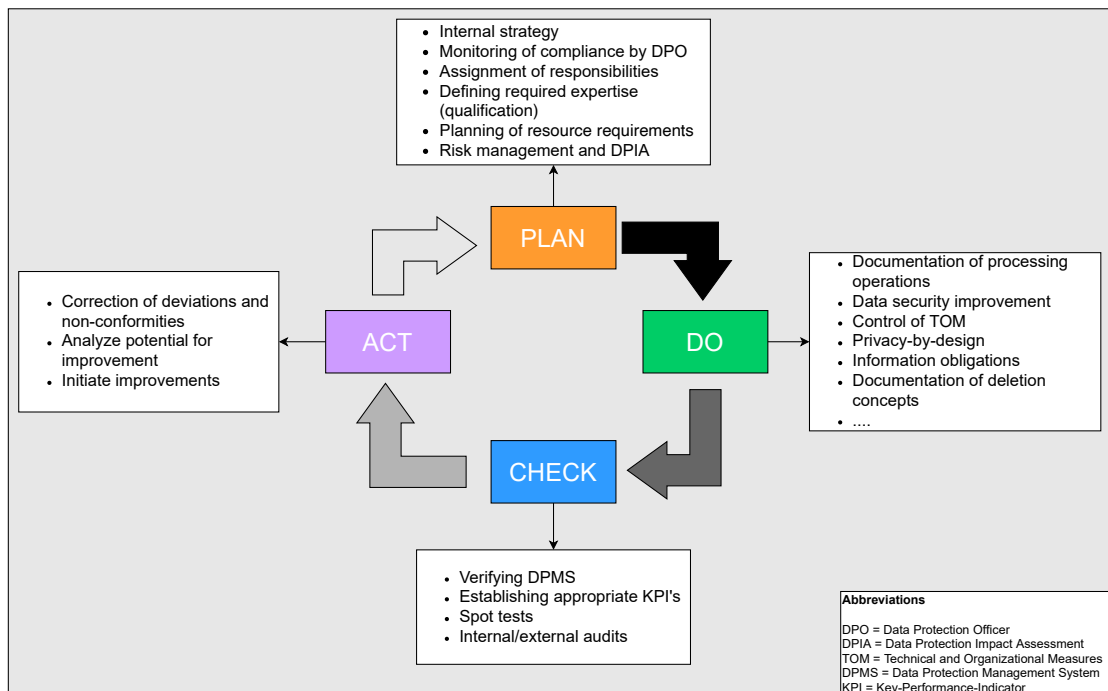 • Internal strategy
• Monitoring of compliance by DPO
• Assignment of responsibilities
• Defining required expertise
(qualification)
• Planning of resource requirements
• Risk management and DPIA
PLAN
• Documentation of processing
operations
• Data security improvement
• Control of TOM
• Privacy-by-design
• Information obligations
• Documentation of deletion
concepts
• ....
• Correction of deviations and
non-conformities
• Analyze potential for
improvement
• Initiate improvements
ACT
DO
CHECK
• Verifying DPMS
• Establishing appropriate KPI's
• Spot tests
• Internal/external audits
Abbreviations
DPO = Data Protection Officer
DPIA = Data Protection Impact Assessment
TOM = Technical and Organizational Measures
DPMS = Data Protection Management System
KPI = Key-Performance-Indicator